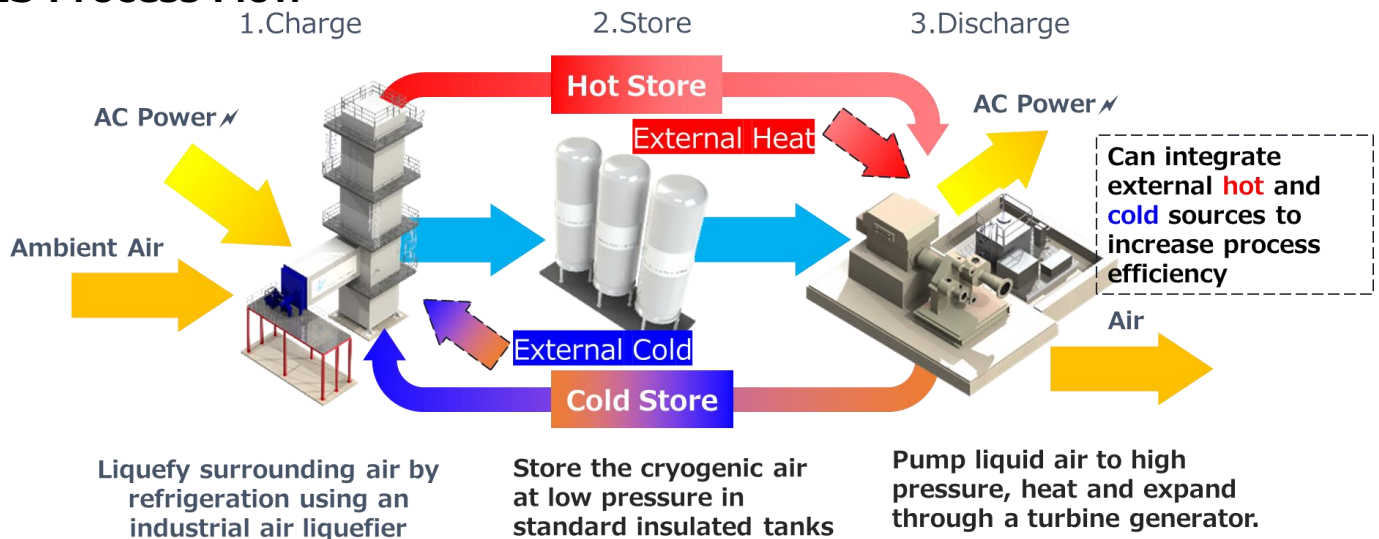 Process Flow
1.Charge
2.Store
3.Discharge
Hot Store
AC Power
External Heat
AC Power
Can integrate
external hot and
cold sources to
increase process
efficiency
Ambient Air
Air
External Cold
Cold Store
Liquefy surrounding air by
refrigeration using an
industrial air liquefier
Store the cryogenic air
at low pressure in
standard insulated tanks
Pump liquid air to high
pressure, heat and expand
through a turbine generator.